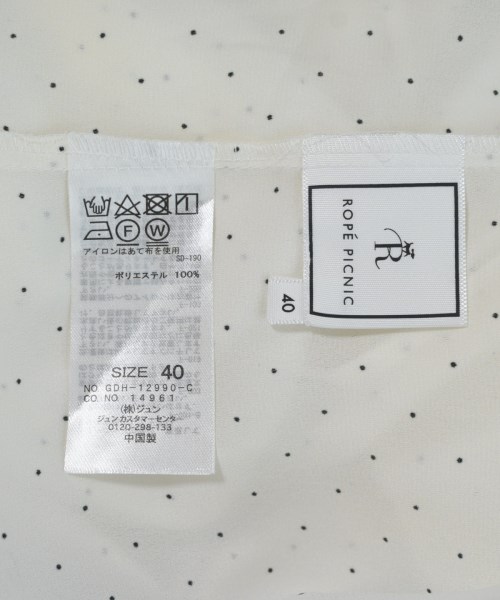 F W
アイロンはあて布を使用
SD-190
ポリエステル 100%
SIZE 40
NO. GDH-12990-C
CO. NO 14961
(株)ジュン
ジュンカスタマーセンター
0120-298-133
中国製
R
ROPÉ PICNIC
40